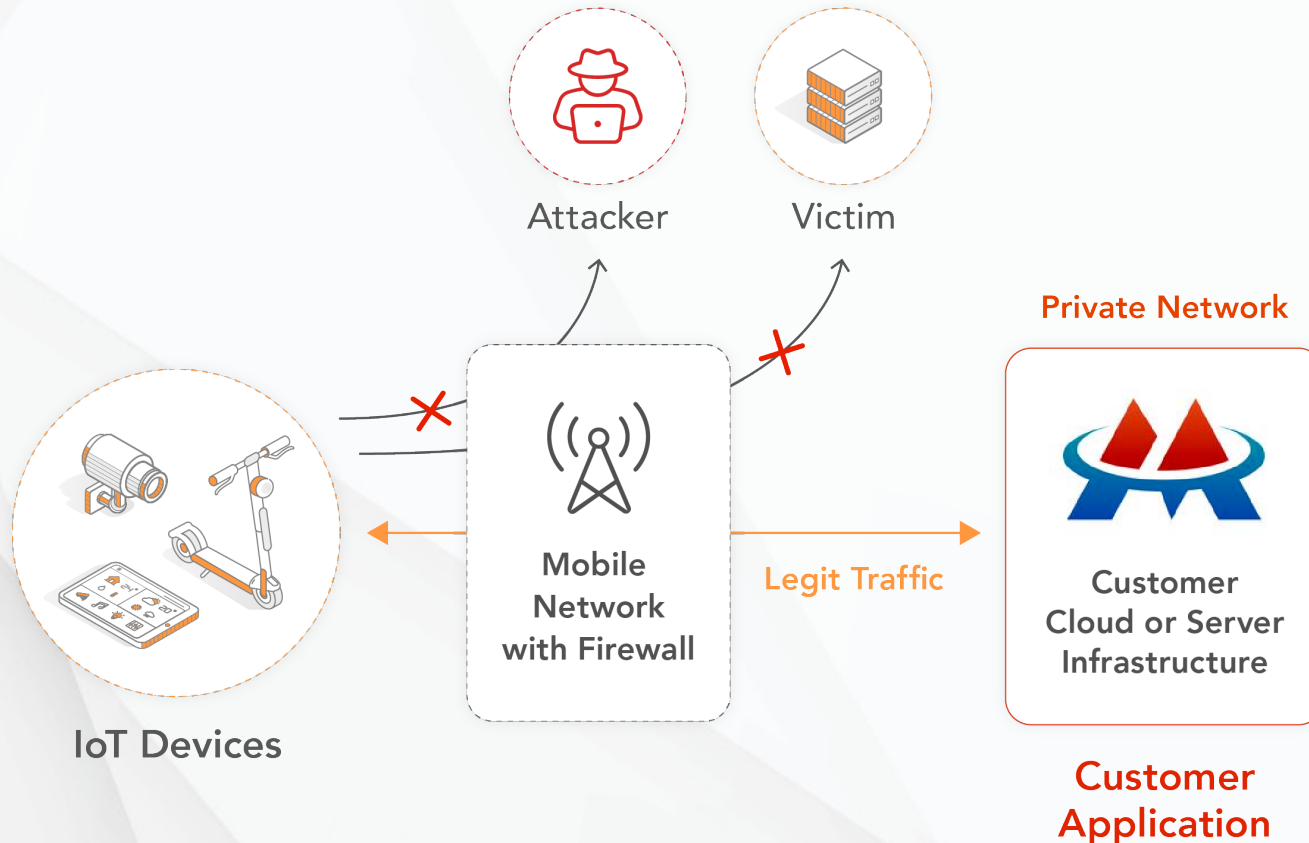 Attacker
Victim
Private Network
Mobile
Network
with Firewall
Legit Traffic
Customer
Cloud or Server
Infrastructure
IoT Devices
Customer
Application